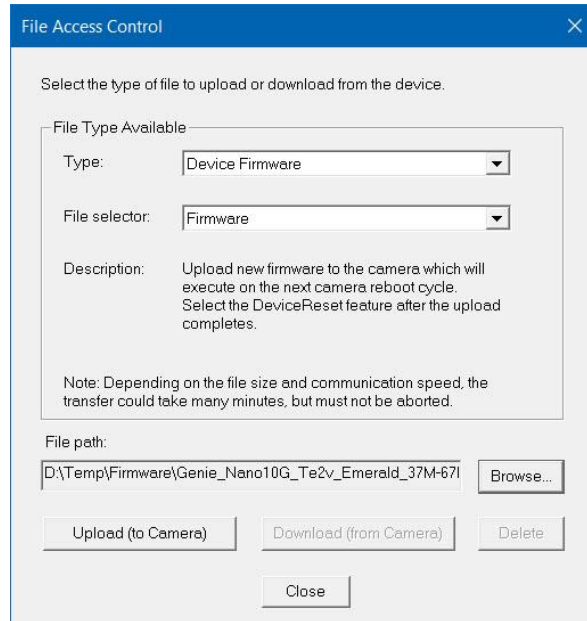 File Access Control
Select the type of file to upload or download from the device.
File Type Available
Type:
Device Firmware
File selector:
Firmware
Description:
Upload new firmware to the camera which will
execute on the next camera reboot cycle.
Select the DeviceReset feature after the upload
completes.
Note: Depending on the file size and communication speed, the
transfer could take many minutes, but must not be aborted.
File path:
D:\Temp\Firmware\Genie_Nano10G_Te2v_Emerald_37M-67I
Browse...
Upload (to Camera)
Download (from Camera)
Delete
Close